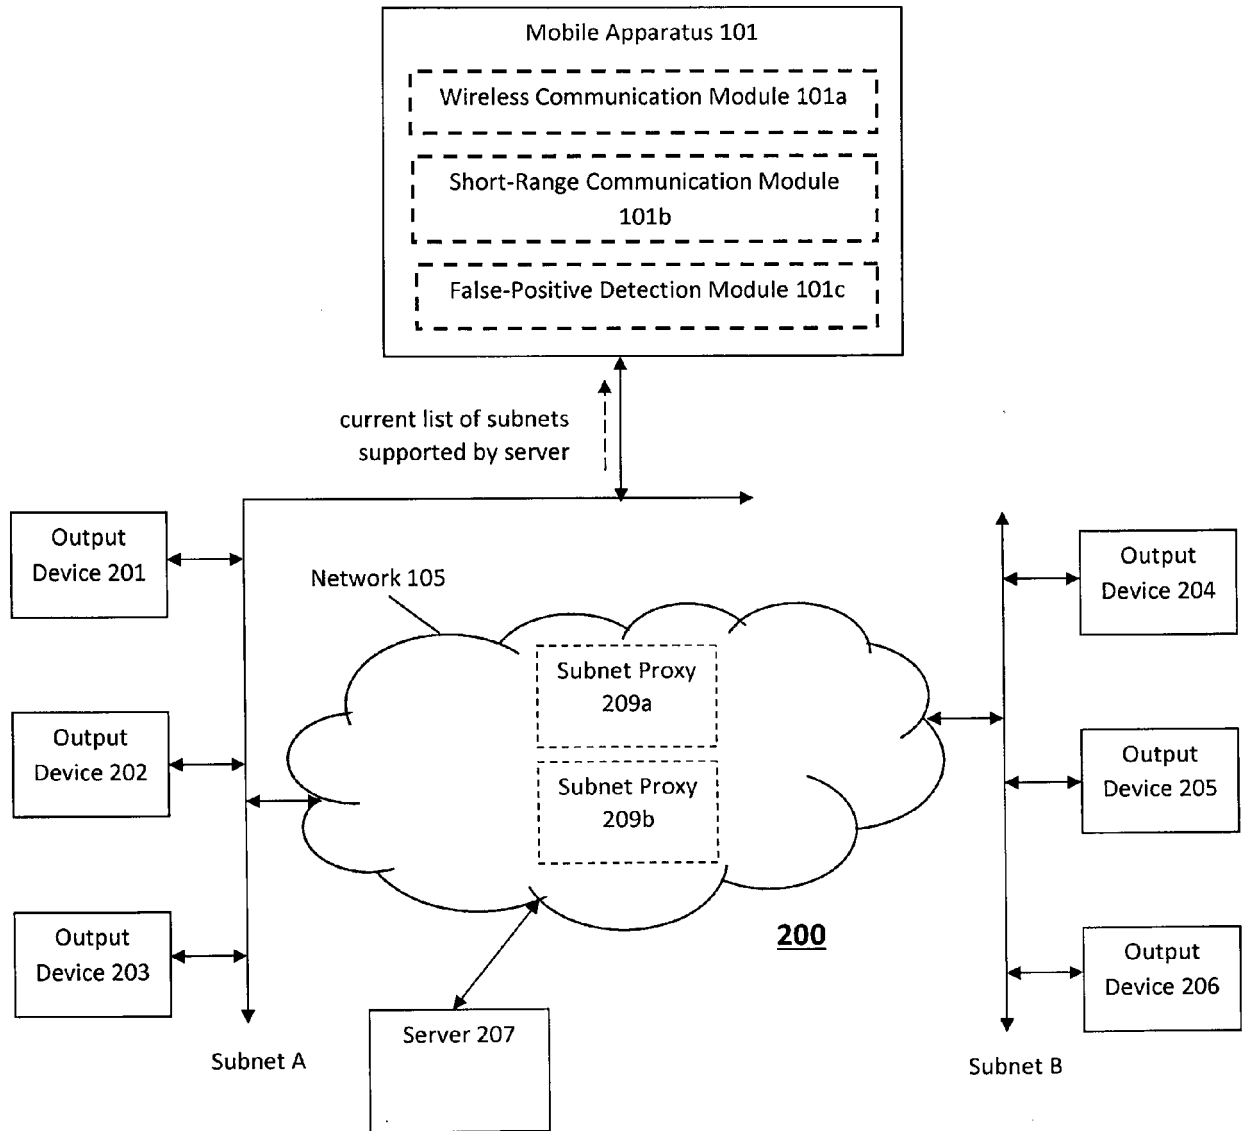 Mobile Apparatus 101
Wireless Communication Module 101a
Short-Range Communication Module
101b
False-Positive Detection Module 101c
current list of subnets
supported by server
Output
Device 201
Output
Device 204
Network 105
Subnet Proxy
209a
Output
Device 202
Output
Device 205
Subnet Proxy
209b
200
Output
Device 203
Output
Device 206
Server 207
Subnet A
Subnet B